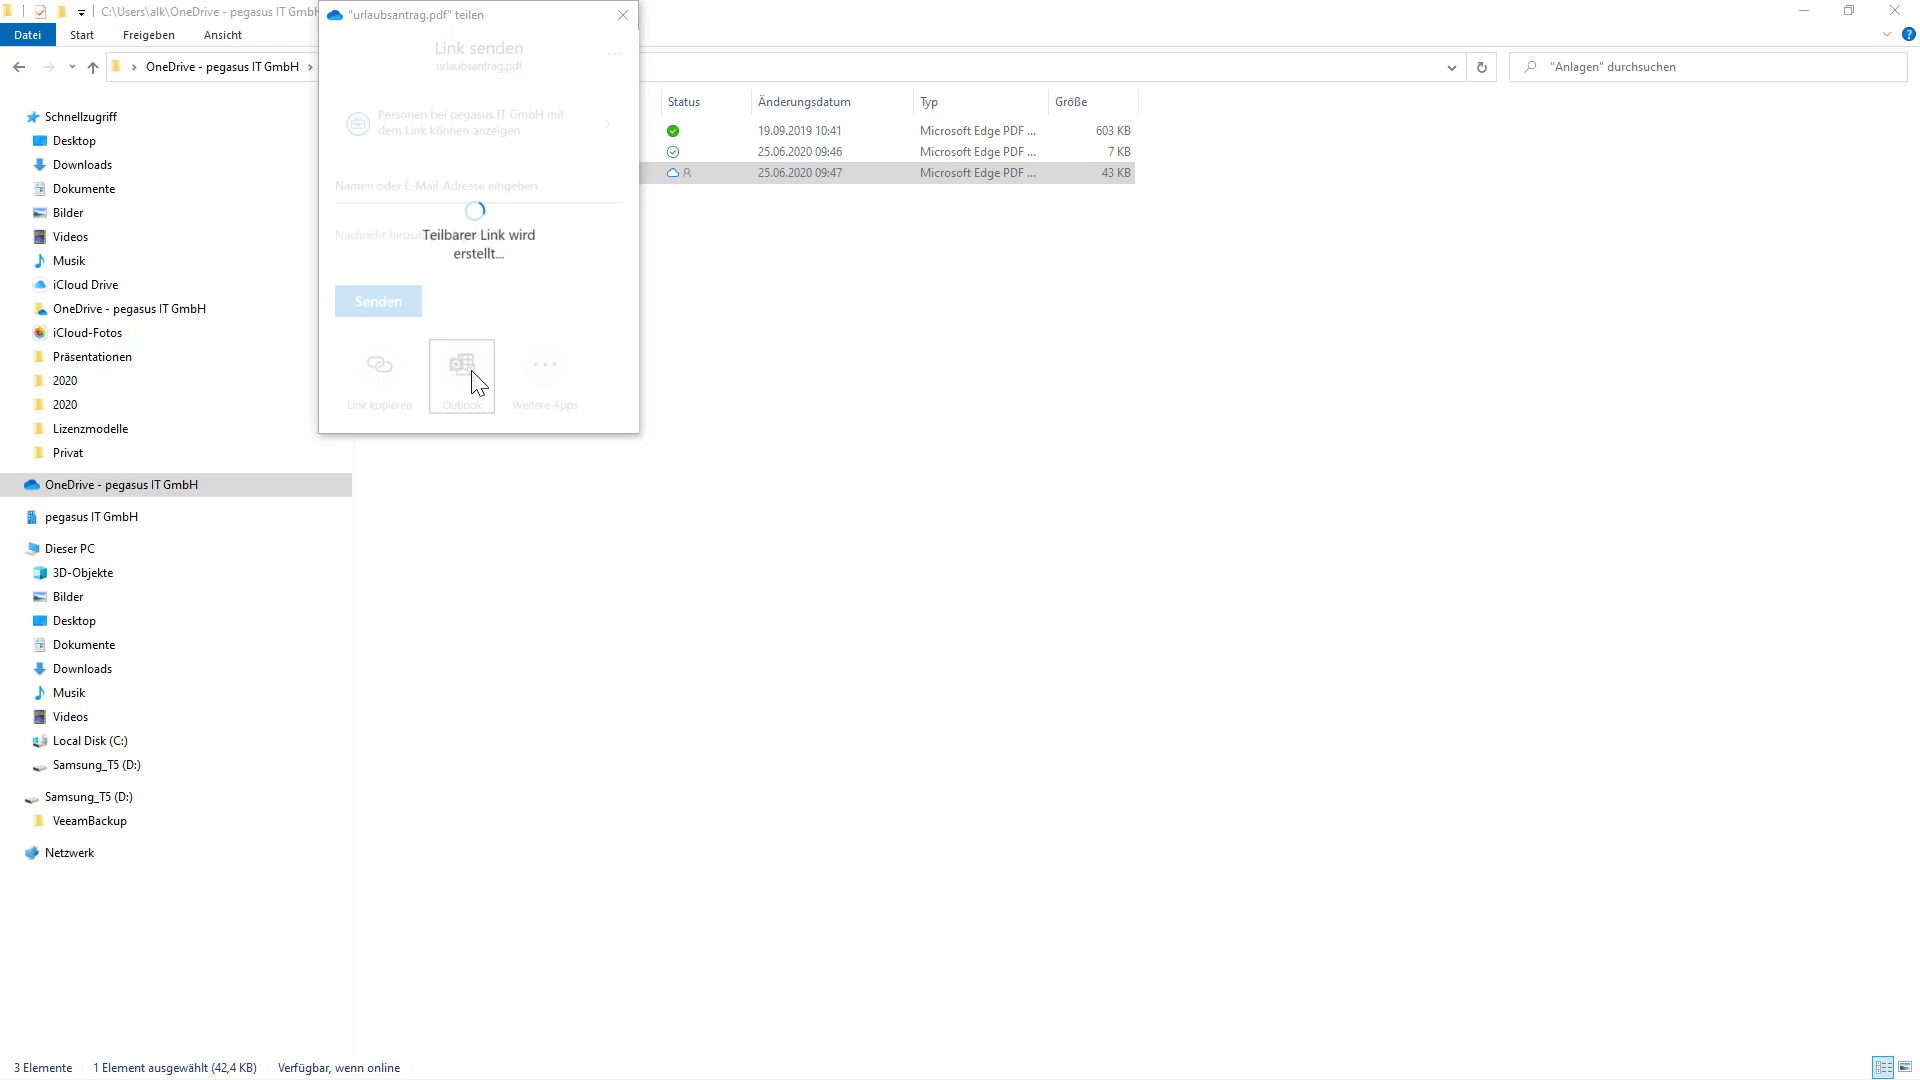 C:\Users\alk\OneDrive - pegasus IT GmbH
"urlaubsantrag.pdf" teilen
Datei
Start
Freigeben
Ansicht
OneDrive - pegasus IT GmbH
"Anlagen" durchsuchen
Link senden
urlaubsantrag.pdf
Personen bei pegasus IT GmbH mit
dem Link können anzeigen
Namen oder E-Mail-Adresse eingeben
Teilbarer Link wird
erstellt...
Senden
Link kopieren
Outlook
Weitere Apps
Status
Änderungsdatum
Typ
Größe
19.09.2019 10:41
Microsoft Edge PDF ...
603 KB
25.06.2020 09:46
Microsoft Edge PDF ...
7 KB
25.06.2020 09:47
Microsoft Edge PDF ...
43 KB
Schnellzugriff
Desktop
Downloads
Dokumente
Bilder
Videos
Musik
iCloud Drive
OneDrive - pegasus IT GmbH
iCloud-Fotos
Präsentationen
2020
2020
Lizenzmodelle
Privat
OneDrive - pegasus IT GmbH
pegasus IT GmbH
Dieser PC
3D-Objekte
Bilder
Desktop
Dokumente
Downloads
Musik
Videos
Local Disk (C:)
Samsung_T5 (D:)
Samsung_T5 (D:)
VeeamBackup
Netzwerk
3 Elemente
1 Element ausgewählt (42,4 KB)
Verfügbar, wenn online